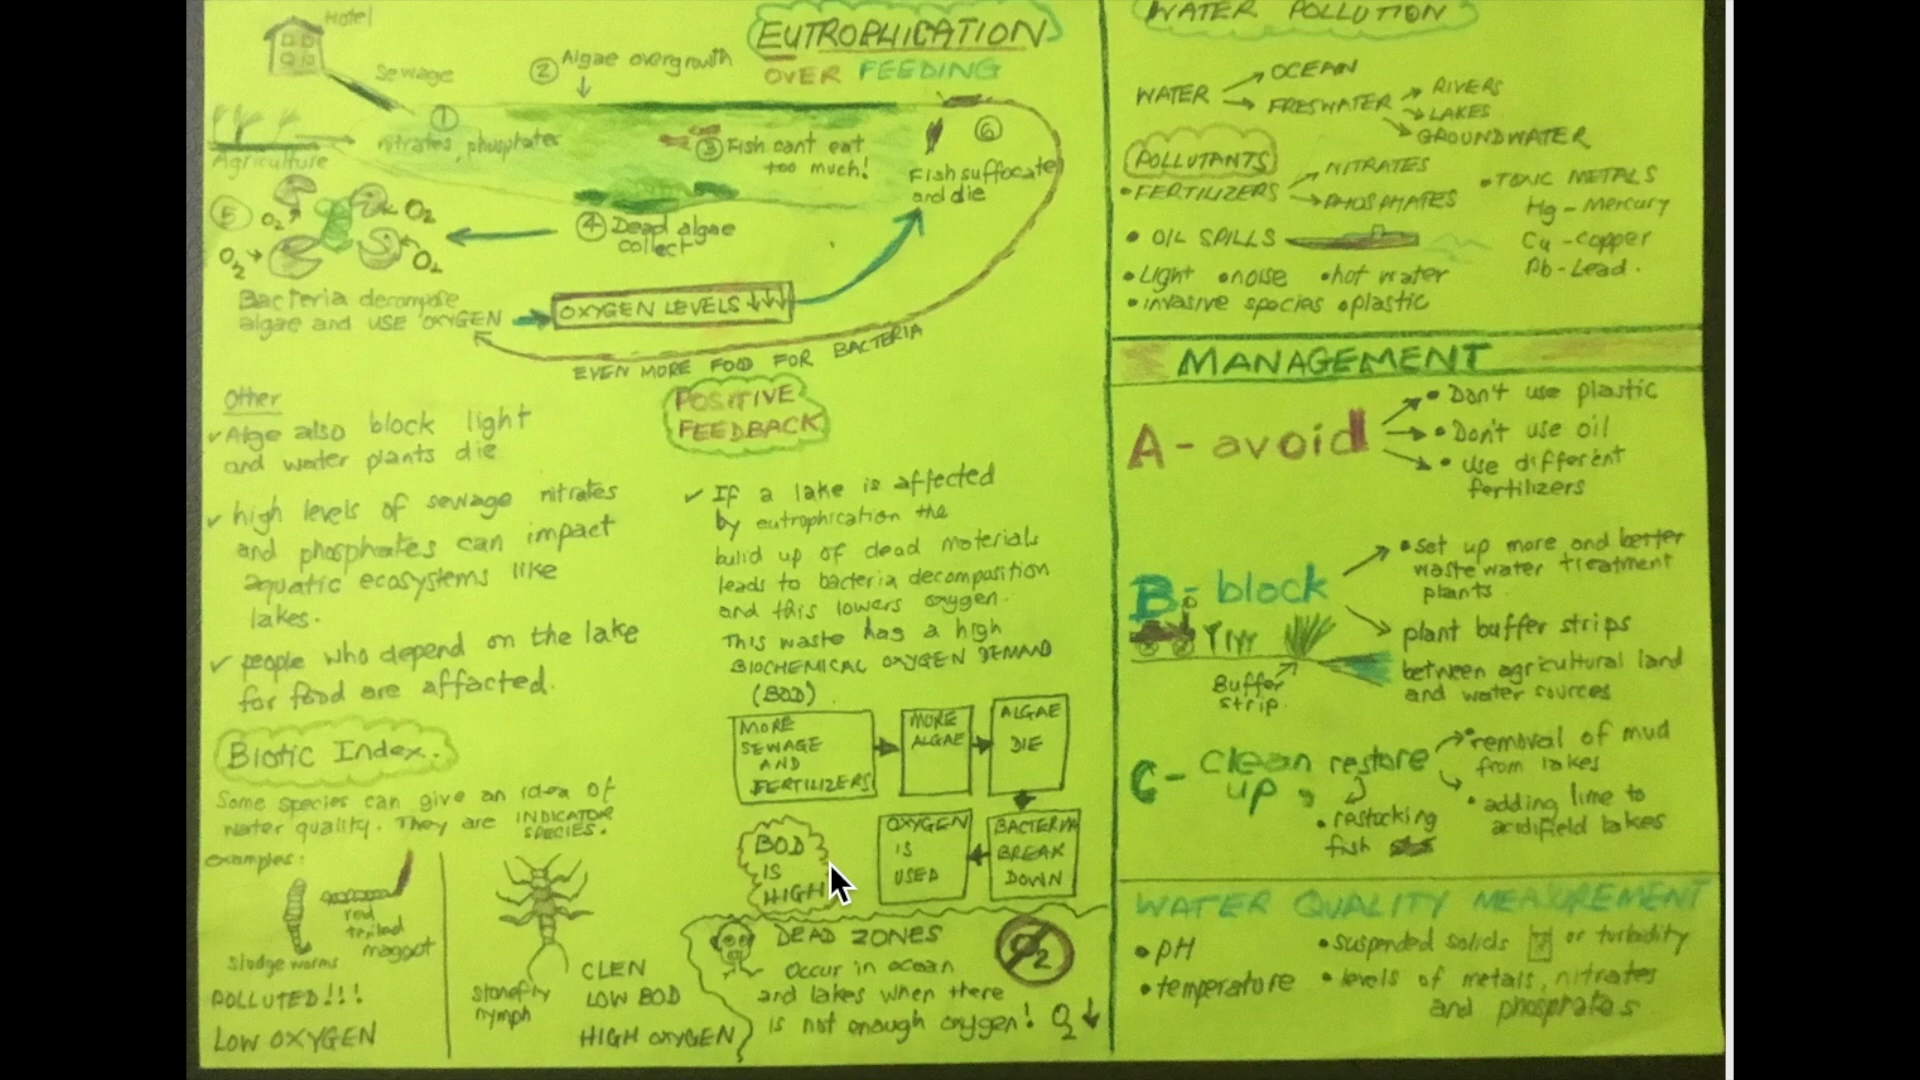 Hotel
Sewage
Agriculture
EUTROPHICATION
OVER FEEDING
② Algae overgrowth
①
nitrates, phosphates
③ Fish cant eat
too much!
④ Dead algae
collect
⑤
O2
O2
O2
O2
Bacteria decompose
algae and USE OXYGEN
OXYGEN LEVELS ↓↓↓
⑥
Fish suffocate
and die
EVEN MORE FOOD FOR BACTERIA
POSITIVE
FEEDBACK
Other
✓ Alge also block light
and water plants die
✓ high levels of sewage nitrates
and phosphates can impact
aquatic ecosystems like
lakes.
✓ people who depend on the lake
for food are affacted.
✓ If a lake is affected
by eutrophication the
build up of dead materials
leads to bacteria decomposition
and this lowers oxygen.
This waste has a high
BIOCHEMICAL OXYGEN DEMAND
(BOD)
MORE
SEWAGE
AND
FERTILIZERS
MORE
ALGAE
ALGAE
DIE
BACTERIA
BREAK
DOWN
OXYGEN
IS
USED
BOD
IS
HIGH
Biotic Index.
Some species can give an idea of
water quality. They are INDICATOR
SPECIES.
examples:
sludge worms
red
tailed
maggot
POLLUTED!!!
LOW OXYGEN
stonefly
nymph
CLEN
LOW BOD
HIGH OXYGEN
DEAD ZONES
Occur in ocean
and lakes when there
is not enough oxygen! O2 ↓
O2
WATER POLLUTION
WATER
OCEAN
FRESWATER
RIVERS
LAKES
GROUNDWATER
POLLUTANTS
• FERTILIZERS
NITRATES
PHOSPHATES
• TOXIC METALS
Hg - Mercury
Cu - copper
Pb - Lead.
• OIL SPILLS
• Light • noise • hot water
• invasive species • plastic
MANAGEMENT
A - avoid
• Don't use plastic
• Don't use oil
• use different
fertilizers
B - block
• set up more and better
wastewater treatment
plants
plant buffer strips
between agricultural land
and water sources
Buffer
strip.
C - clean up, restore
• removal of mud
from lakes
• adding lime to
acidifield lakes
• restocking
fish
WATER QUALITY MEASUREMENT
• pH
• temperature
• suspended solids or turbidity
• levels of metals, nitrates
and phosphates.